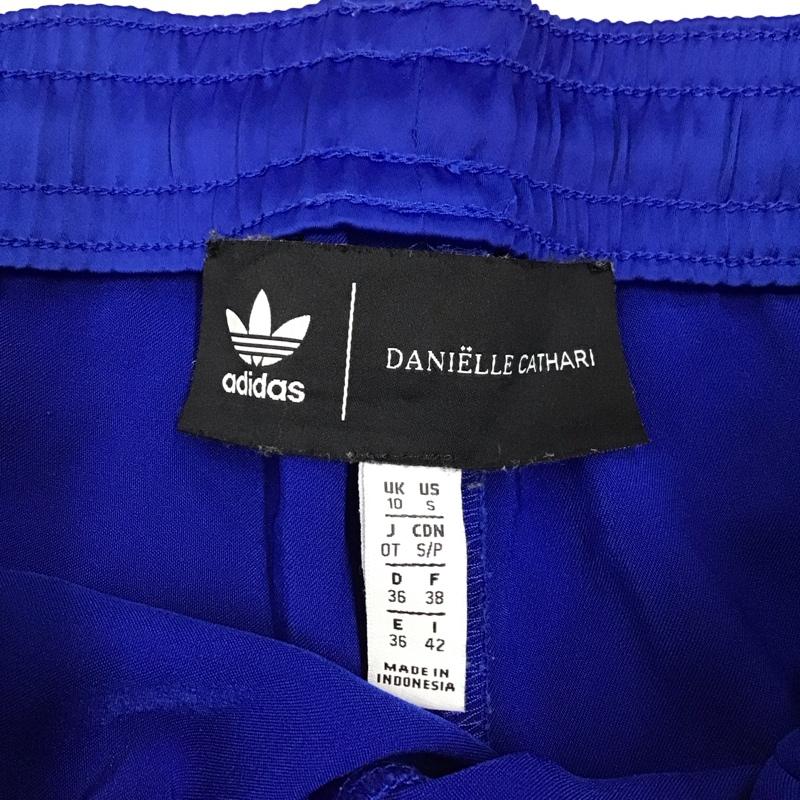 adidas
DANIËLLE CATHARI
UK US
10 S
J CDN
OT S/P
D F
36 38
E I
36 42
MADE IN
INDONESIA